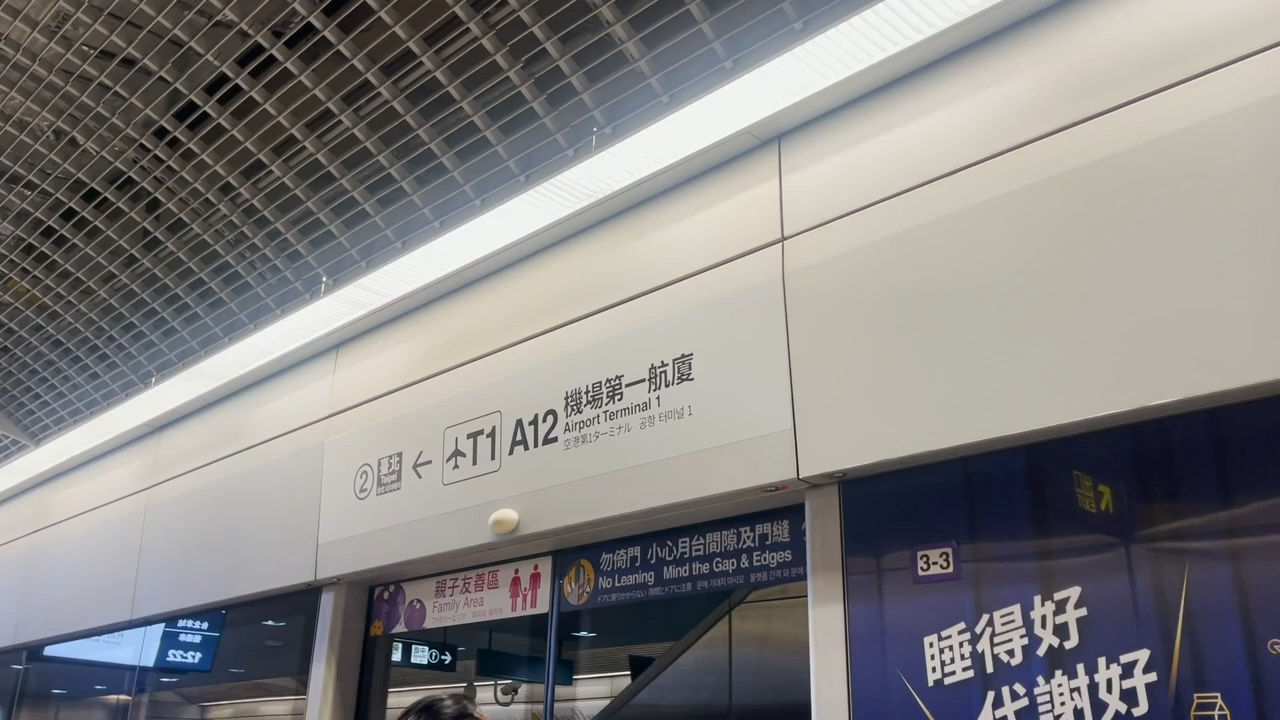 ② 臺北 Taipei ← T1 A12 機場第一航廈
Airport Terminal 1
空港第1ターミナル 공항 터미널 1
親子友善區
Family Area
勿倚門 小心月台間隙及門縫
No Leaning Mind the Gap & Edges
3-3
睡得好
代謝好
12:22